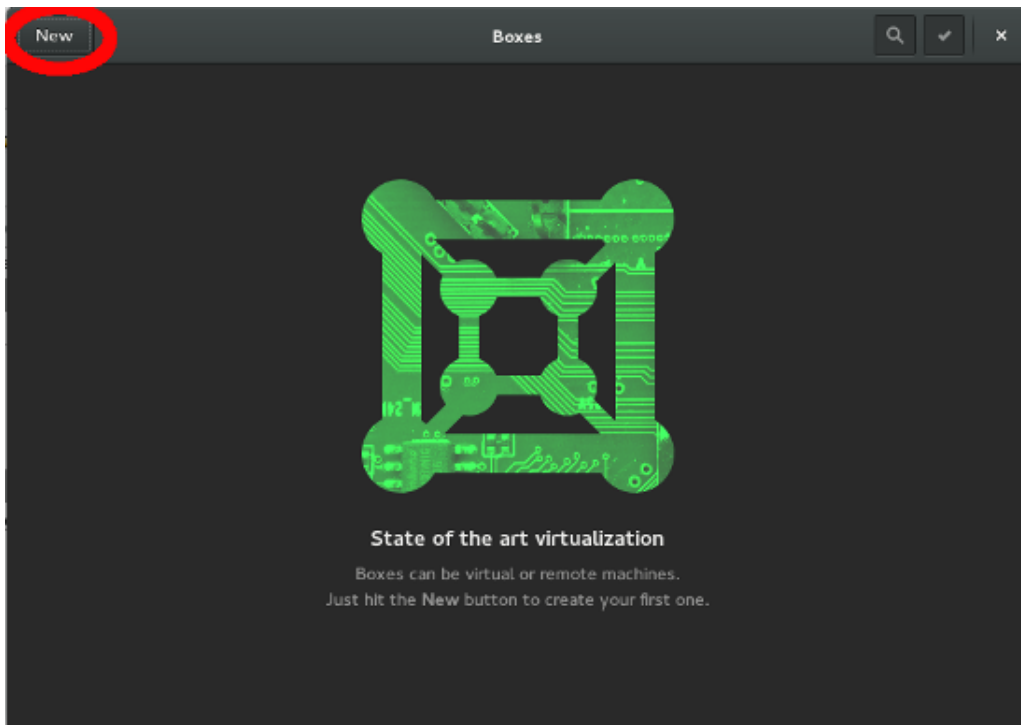 New
Boxes
State of the art virtualization
Boxes can be virtual or remote machines.
Just hit the New button to create your first one.